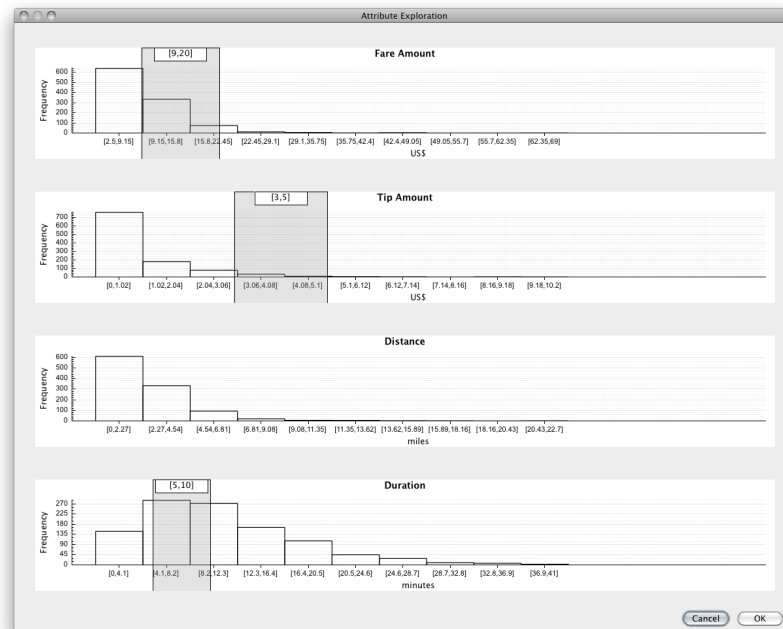 Attribute Exploration
[9,20]
Fare Amount
Frequency
600
500
400
300
200
100
0
[2.5,9.15] [9.15,15.8] [15.8,22.45] [22.45,29.1] [29.1,35.75] [35.75,42.4] [42.4,49.05] [49.05,55.7] [55.7,62.35] [62.35,69]
US$
[3,5]
Tip Amount
Frequency
700
600
500
400
300
200
100
0
[0,1.02] [1.02,2.04] [2.04,3.06] [3.06,4.08] [4.08,5.1] [5.1,6.12] [6.12,7.14] [7.14,8.16] [8.16,9.18] [9.18,10.2]
US$
Distance
Frequency
600
500
400
300
200
100
0
[0,2.27] [2.27,4.54] [4.54,6.81] [6.81,9.08] [9.08,11.35] [11.35,13.62] [13.62,15.89] [15.89,18.16] [18.16,20.43] [20.43,22.7]
miles
[5,10]
Duration
Frequency
270
225
180
135
90
45
0
[0,4.1] [4.1,8.2] [8.2,12.3] [12.3,16.4] [16.4,20.5] [20.5,24.6] [24.6,28.7] [28.7,32.8] [32.8,36.9] [36.9,41]
minutes
Cancel OK